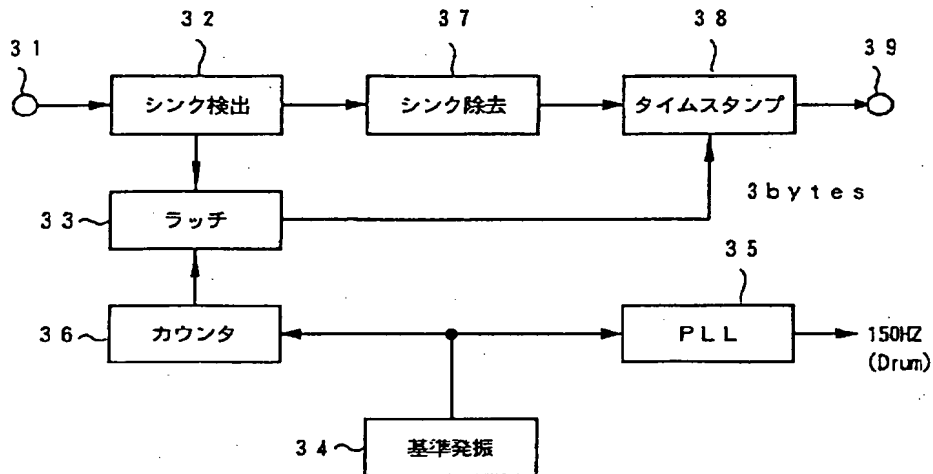 32
37
38
31
39
シンク検出
シンク除去
タイムスタンプ
3bytes
33
ラッチ
35
36
カウンタ
PLL
150HZ
(Drum)
34
基準発振